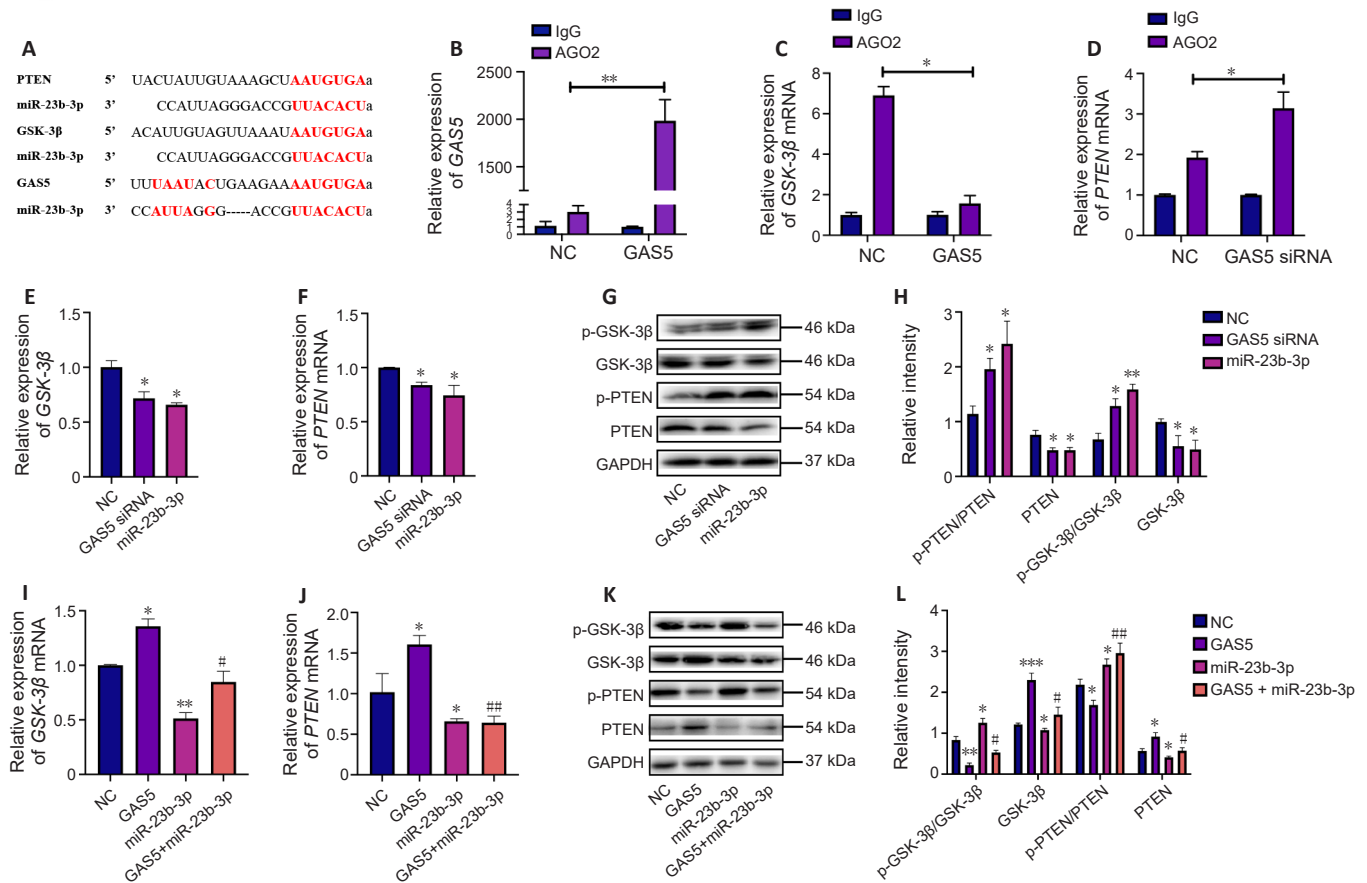 A
PTEN 5' UACUAUUGUAAAGCUAAUGUGAa
miR-23b-3p 3' CCAUUAGGGACCGUUACACUa
GSK-3β 5' ACAUUGUAGUUAAAUAAUGUGAa
miR-23b-3p 3' CCAUUAGGGACCGUUACACUa
GAS5 5' UUUAAUACUGAAGAAAAUGUGAa
miR-23b-3p 3' CCAUUAGGG-----ACCGUUACACUa
B
IgG
AGO2
Relative expression
of GAS5
2500
2000
1500
4
3
2
1
0
**
NC GAS5
C
IgG
AGO2
Relative expression
of GSK-3β mRNA
8
6
4
2
0
*
NC GAS5
D
IgG
AGO2
Relative expression
of PTEN mRNA
4
3
2
1
0
*
NC GAS5 siRNA
E
Relative expression
of GSK-3β
1.5
1.0
0.5
0
* *
NC
GAS5 siRNA
miR-23b-3p
F
Relative expression
of PTEN mRNA
1.5
1.0
0.5
0
* *
NC
GAS5 siRNA
miR-23b-3p
G
p-GSK-3β 46 kDa
GSK-3β 46 kDa
p-PTEN 54 kDa
PTEN 54 kDa
GAPDH 37 kDa
NC
GAS5 siRNA
miR-23b-3p
H
Relative intensity
3
2
1
0
* * * * * ** * *
p-PTEN/PTEN
PTEN
p-GSK-3β/GSK-3β
GSK-3β
NC
GAS5 siRNA
miR-23b-3p
I
Relative expression
of GSK-3β mRNA
1.5
1.0
0.5
0
* ** #
NC
GAS5
miR-23b-3p
GAS5+miR-23b-3p
J
Relative expression
of PTEN mRNA
2.0
1.5
1.0
0.5
0
* * ##
NC
GAS5
miR-23b-3p
GAS5+miR-23b-3p
K
p-GSK-3β 46 kDa
GSK-3β 46 kDa
p-PTEN 54 kDa
PTEN 54 kDa
GAPDH 37 kDa
NC
GAS5
miR-23b-3p
GAS5+miR-23b-3p
L
Relative intensity
4
3
2
1
0
** * # *** * # * * ## * * #
p-GSK-3β/GSK-3β
GSK-3β
p-PTEN/PTEN
PTEN
NC
GAS5
miR-23b-3p
GAS5 + miR-23b-3p